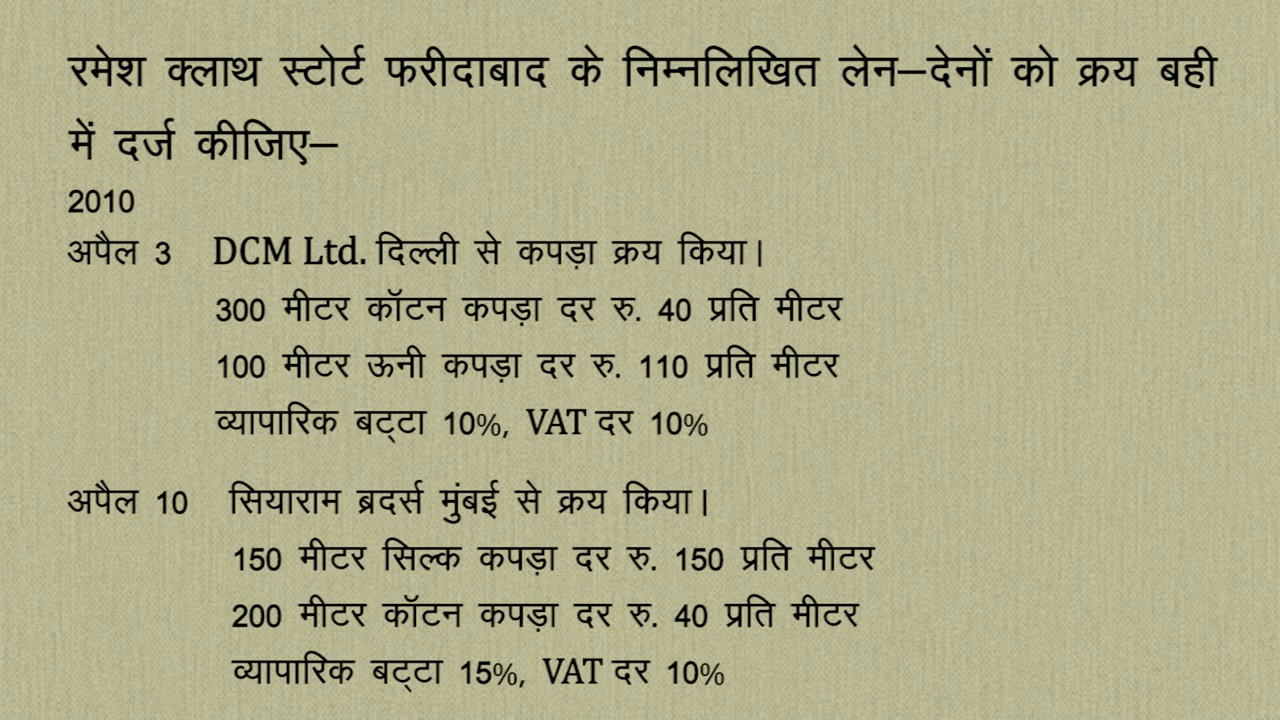 रमेश क्लाथ स्टोर्ट फरीदाबाद के निम्नलिखित लेन–देनों को क्रय बही
में दर्ज कीजिए–
2010
अपैल 3 DCM Ltd. दिल्ली से कपड़ा क्रय किया।
300 मीटर कॉटन कपड़ा दर रु. 40 प्रति मीटर
100 मीटर ऊनी कपड़ा दर रु. 110 प्रति मीटर
व्यापारिक बट्‌टा 10%, VAT दर 10%
अपैल 10 सियाराम ब्रदर्स मुंबई से क्रय किया।
150 मीटर सिल्क कपड़ा दर रु. 150 प्रति मीटर
200 मीटर कॉटन कपड़ा दर रु. 40 प्रति मीटर
व्यापारिक बट्‌टा 15%, VAT दर 10%